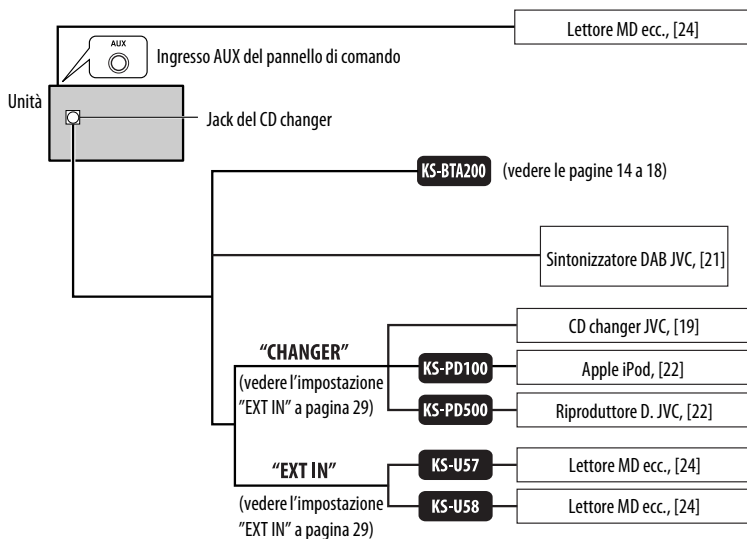 Lettore MD ecc., [24]
AUX
Ingresso AUX del pannello di comando
Unità
Jack del CD changer
KS-BTA200 (vedere le pagine 14 a 18)
Sintonizzatore DAB JVC, [21]
CD changer JVC, [19]
"CHANGER"
(vedere l'impostazione
"EXT IN" a pagina 29)
KS-PD100
Apple iPod, [22]
KS-PD500
Riproduttore D. JVC, [22]
"EXT IN"
(vedere l'impostazione
"EXT IN" a pagina 29)
KS-U57
Lettore MD ecc., [24]
KS-U58
Lettore MD ecc., [24]